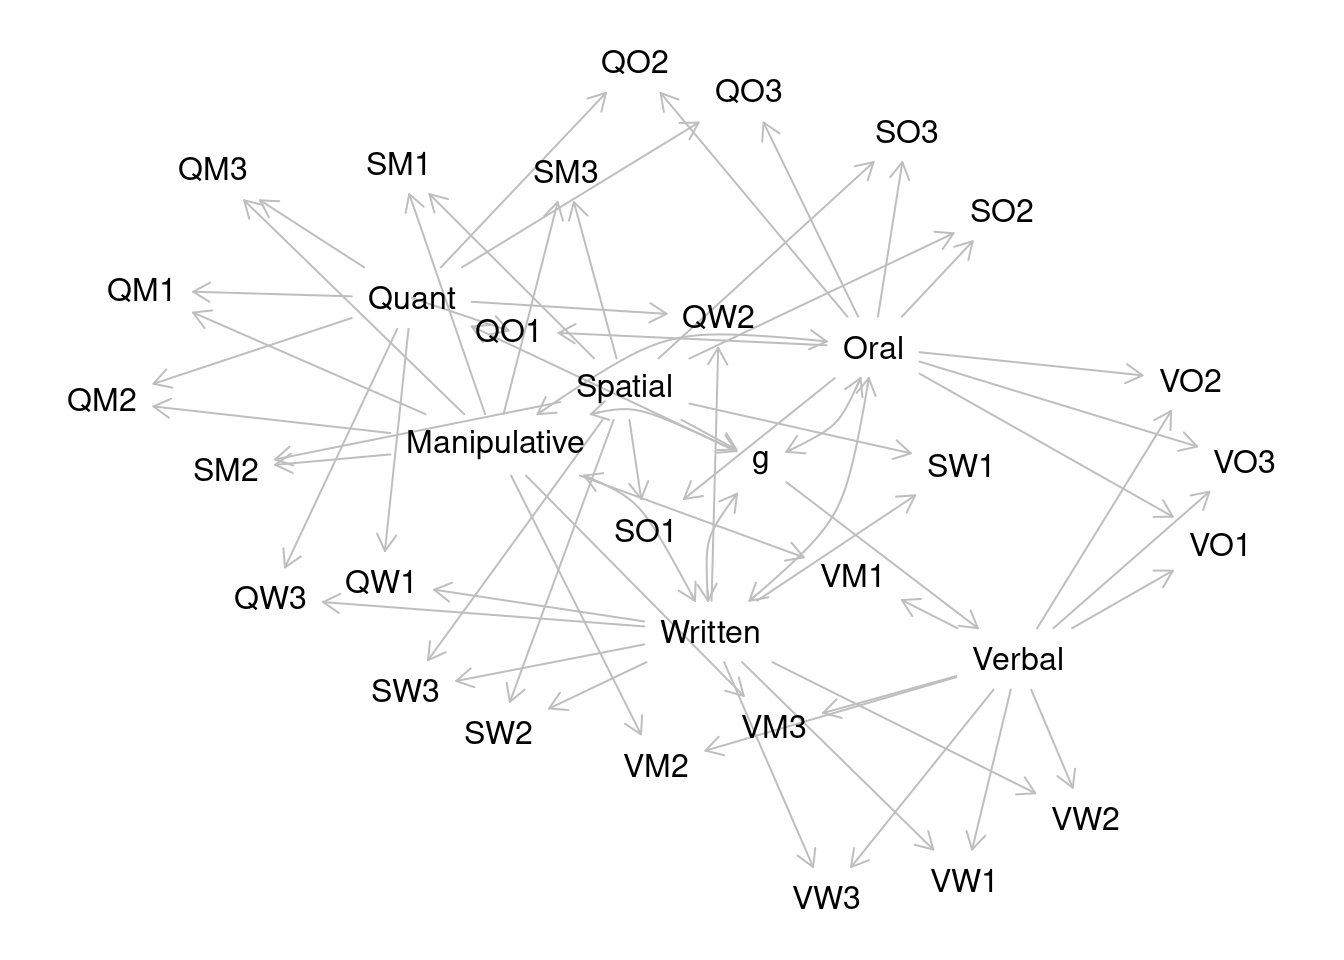 QO2
QO3
SO3
SM1
QM3
SM3
SO2
QM1
Quant
QW2
QO1
Oral
VO2
Spatial
QM2
Manipulative
g
VO3
SW1
SM2
SO1
VO1
VM1
QW1
QW3
Written
Verbal
SW3
VM3
SW2
VM2
VW2
VW1
VW3